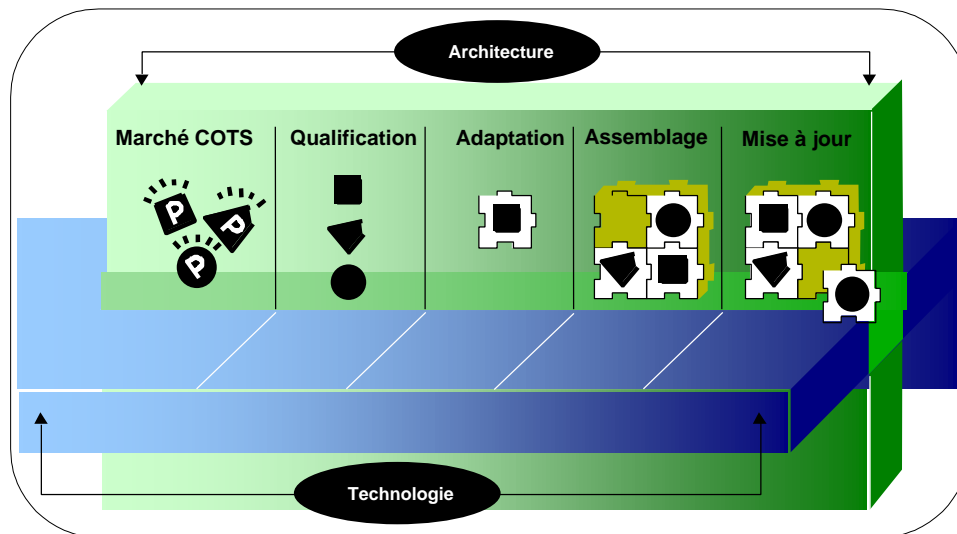 Architecture
Marché COTS
Qualification
Adaptation
Assemblage
Mise à jour
P
P
P
Technologie